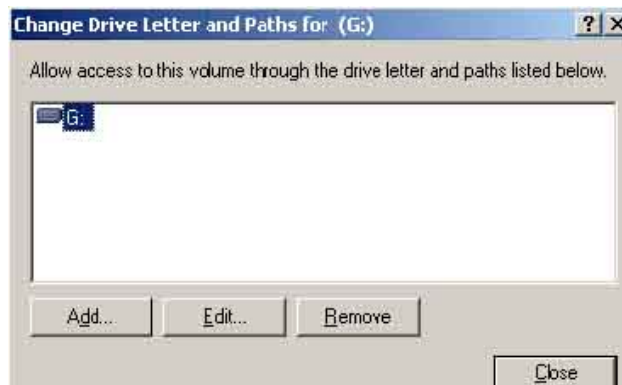 Change Drive Letter and Paths for (G:)
Allow access to this volume through the drive letter and paths listed below.
G:
Add... Edit... Remove
Close